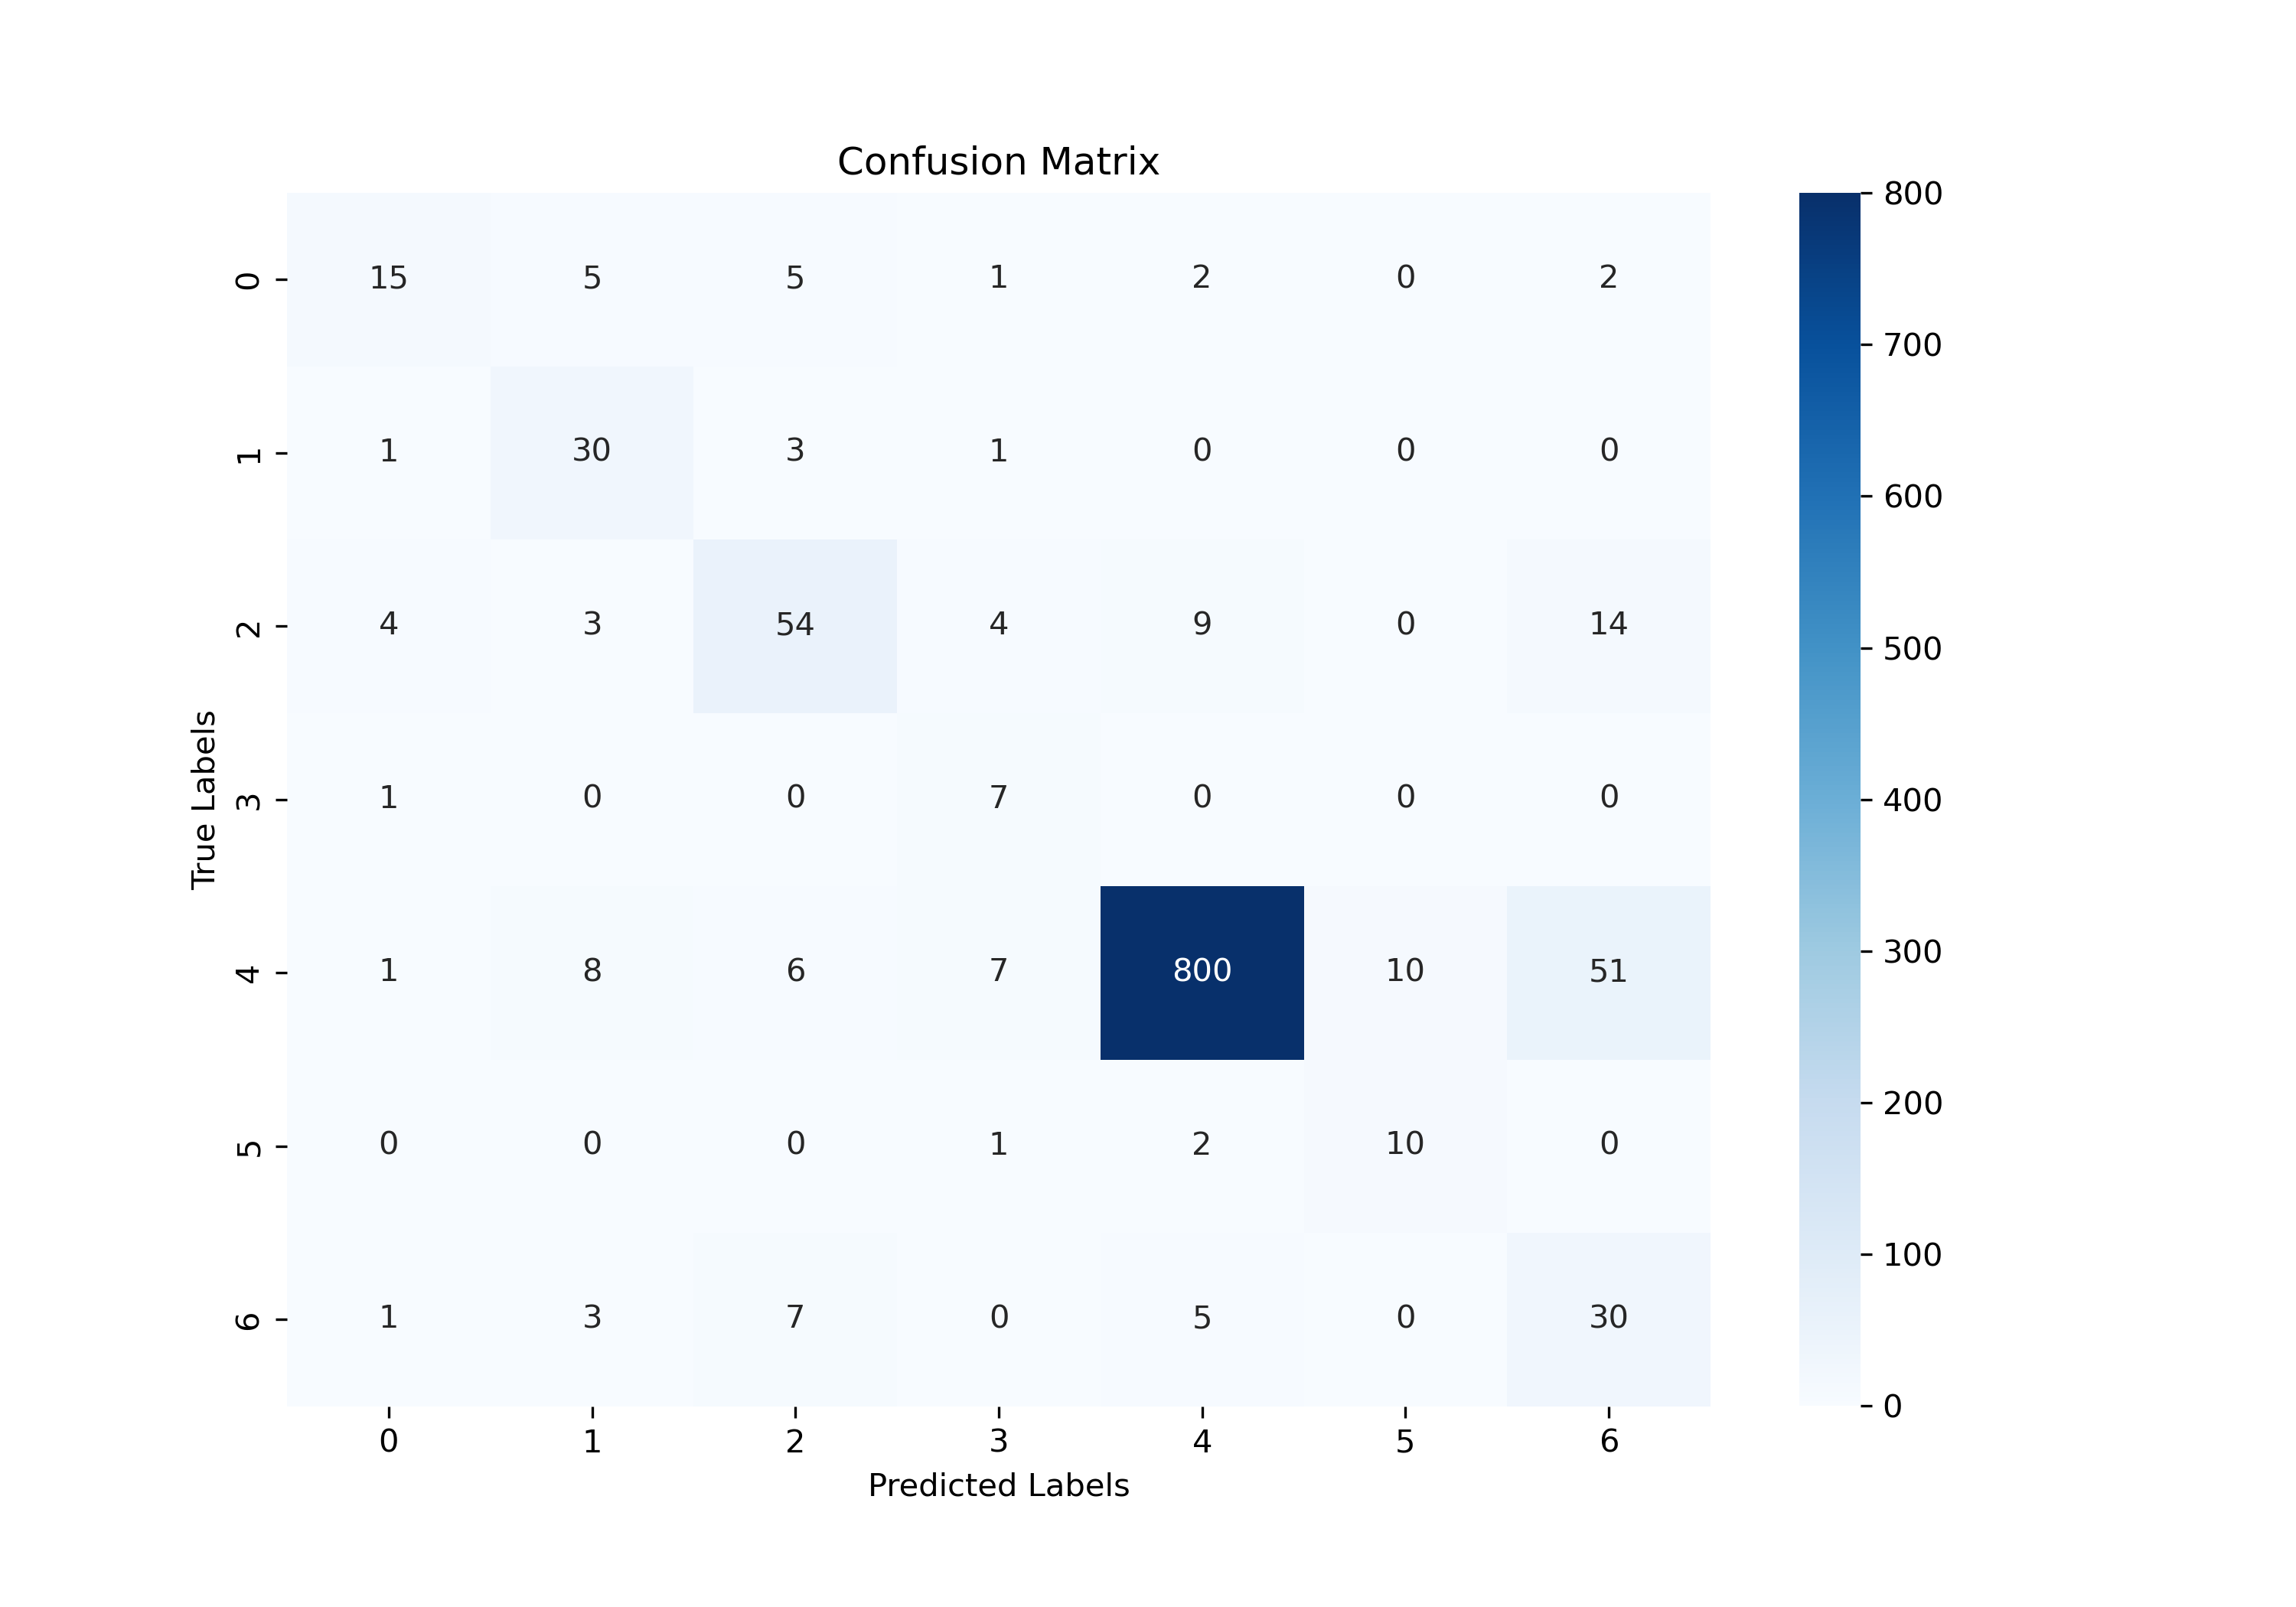 Confusion Matrix
0 15 5 5 1 2 0 2
1 1 30 3 1 0 0 0
2 4 3 54 4 9 0 14
3 1 0 0 7 0 0 0
4 1 8 6 7 800 10 51
5 0 0 0 1 2 10 0
6 1 3 7 0 5 0 30
0 1 2 3 4 5 6
Predicted Labels
True Labels
800
700
600
500
400
300
200
100
0